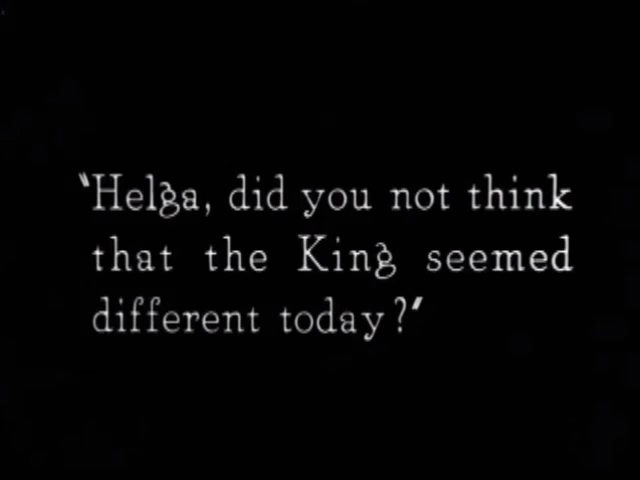 "Helga, did you not think
that the King seemed
different today?"